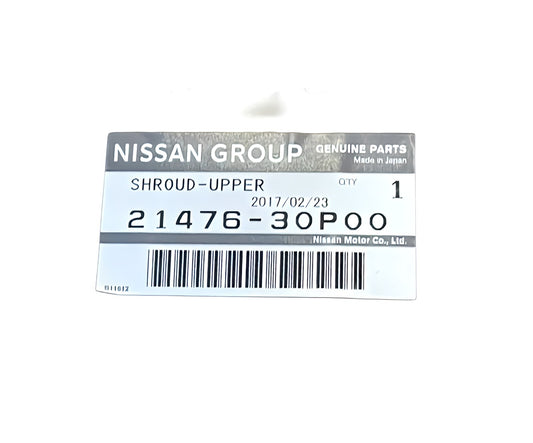 NISSAN GROUP GENUINE PARTS
Made in Japan
SHROUD-UPPER QTY 1
2017/02/23
21476-30P00
Nissan Motor Co., Ltd.